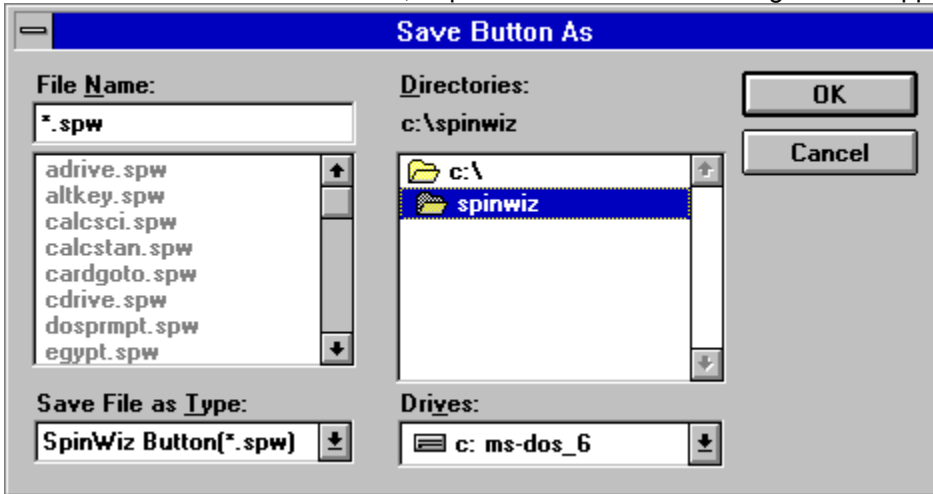 Save Button As
File Name:
*.spw
adrive.spw
altkey.spw
calcsci.spw
calcstan.spw
cardgoto.spw
cdrive.spw
dosprmpt.spw
egypt.spw
Save File as Type:
SpinWiz Button(*.spw)
Directories:
c:\spinwiz
c:\
spinwiz
Drives:
c: ms-dos_6
OK
Cancel